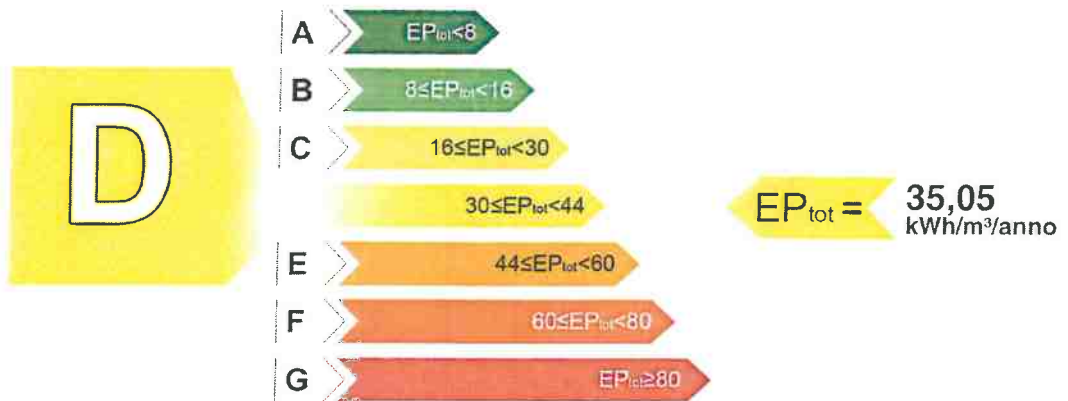 A EPtot<8
B 8≤EPtot<16
C 16≤EPtot<30
D 30≤EPtot<44
EPtot = 35,05
kWh/m³/anno
E 44≤EPtot<60
F 60≤EPtot<80
G EPtot≥80